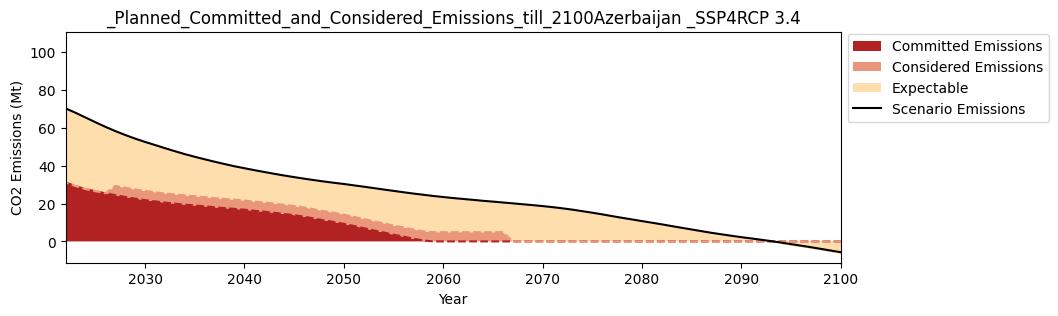 _Planned_Committed_and_Considered_Emissions_till_2100Azerbaijan _SSP4RCP 3.4
Committed Emissions
Considered Emissions
Expectable
Scenario Emissions
CO2 Emissions (Mt)
100
80
60
40
20
0
2030 2040 2050 2060 2070 2080 2090 2100
Year